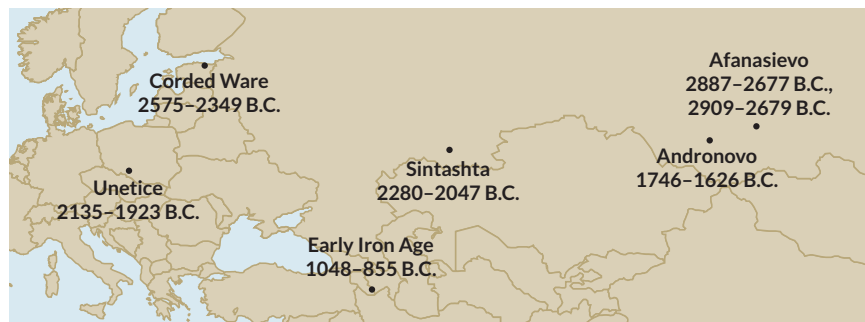 Afanasievo
2887–2677 B.C.,
2909–2679 B.C.
Corded Ware
2575–2349 B.C.
Andronovo
1746–1626 B.C.
Sintashta
2280–2047 B.C.
Unetice
2135–1923 B.C.
Early Iron Age
1048–855 B.C.